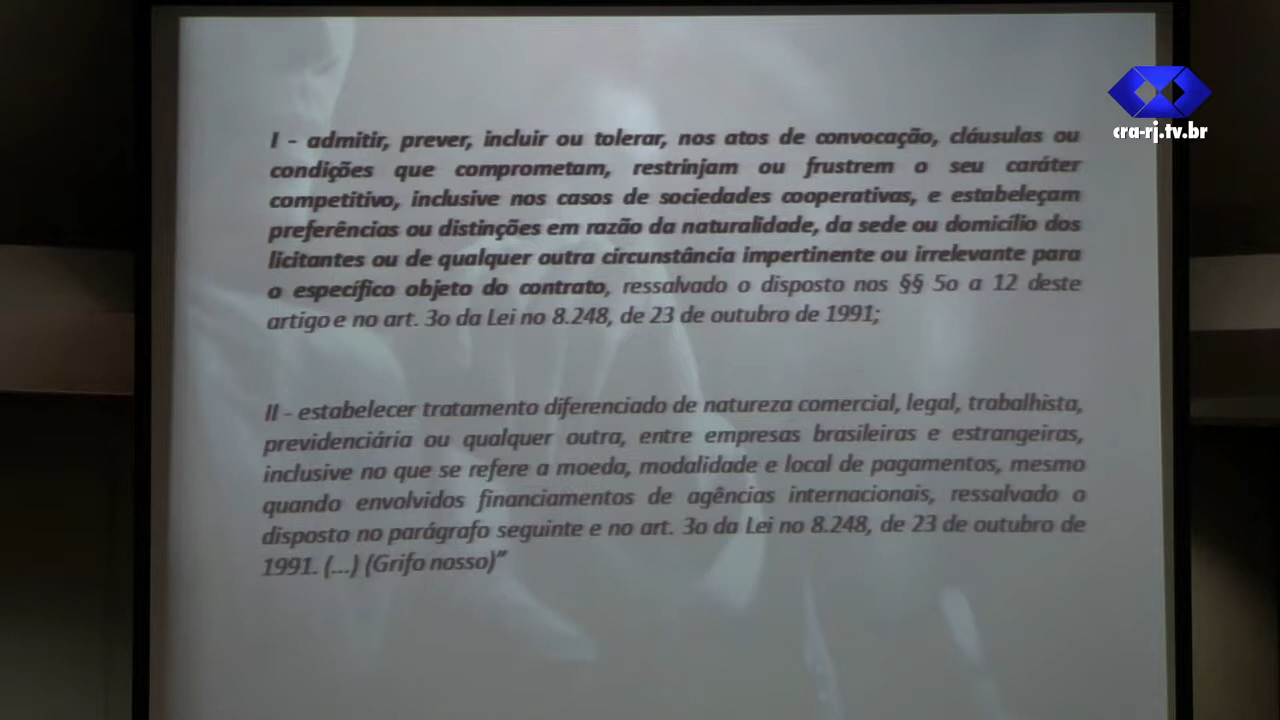 cra-rj.tv.br
I - admitir, prever, incluir ou tolerar, nos atos de convocação, cláusulas ou
condições que comprometam, restrinjam ou frustrem o seu caráter
competitivo, inclusive nos casos de sociedades cooperativas, e estabeleçam
preferências ou distinções em razão da naturalidade, da sede ou domicílio dos
licitantes ou de qualquer outra circunstância impertinente ou irrelevante para
o específico objeto do contrato, ressalvado o disposto nos §§ 5o a 12 deste
artigo e no art. 3o da Lei no 8.248, de 23 de outubro de 1991;
II - estabelecer tratamento diferenciado de natureza comercial, legal, trabalhista,
previdenciária ou qualquer outra, entre empresas brasileiras e estrangeiras,
inclusive no que se refere a moeda, modalidade e local de pagamentos, mesmo
quando envolvidos financiamentos de agências internacionais, ressalvado o
disposto no parágrafo seguinte e no art. 3o da Lei no 8.248, de 23 de outubro de
1991. (...) (Grifo nosso)"